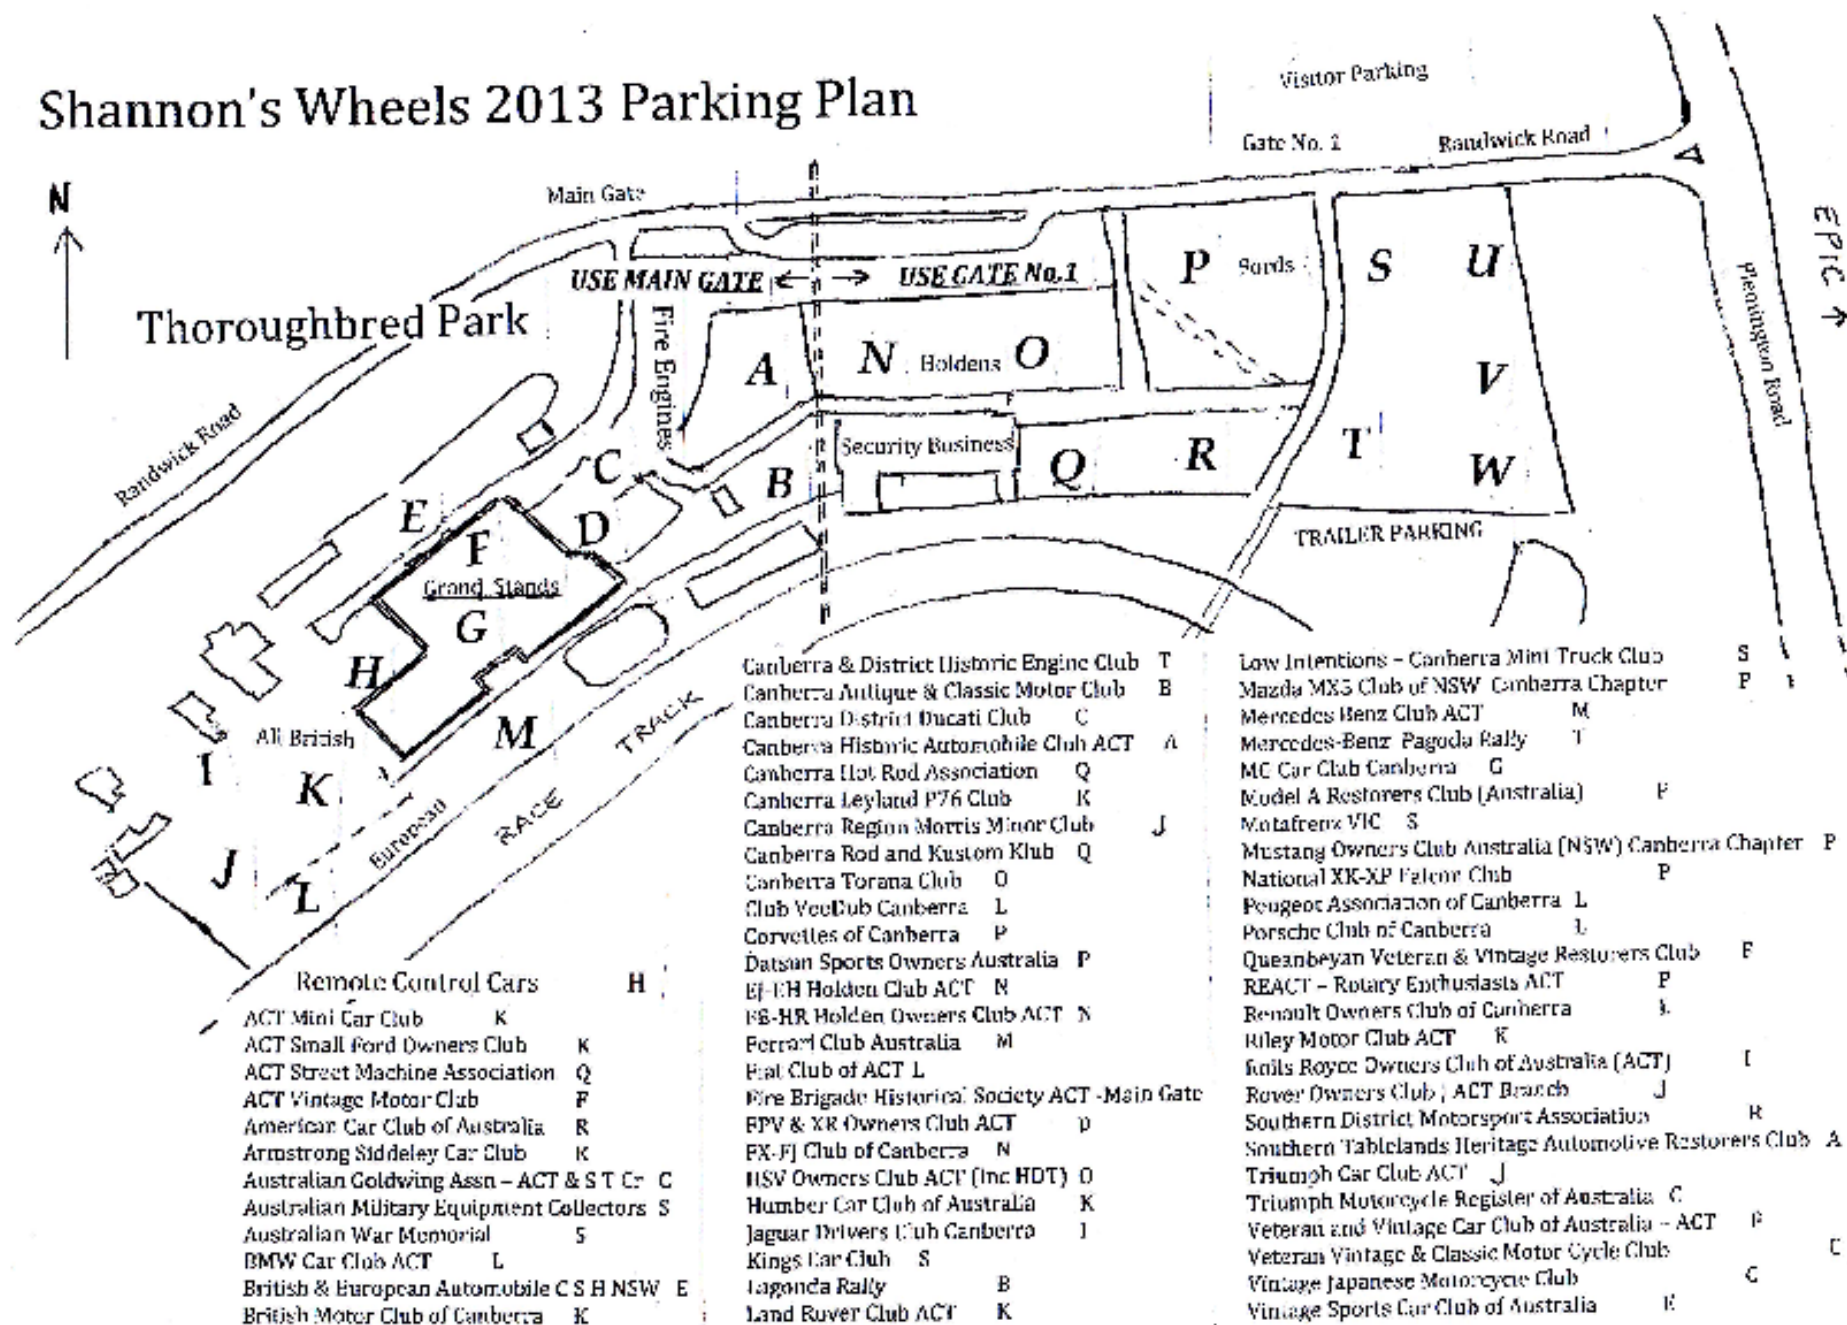 Shannon's Wheels 2013 Parking Plan
Visitor Parking
Gate No. 1
Randwick Road
N
Main Gate
EPIC ↑
USE MAIN GATE ← → USE GATE No.1
P
S
U
Thoroughbred Park
Fire Engines
A
N
Holdens
O
Flemington Road
V
Randwick Road
Security Business
C
B
Q
R
T
W
E
D
TRAILER PARKING
F
Grand Stands
G
H
M
All British
I
K
TRACK
RACE
European
J
L
Remote Control Cars H
ACT Mini Car Club K
ACT Small Ford Owners Club K
ACT Street Machine Association Q
ACT Vintage Motor Club F
American Car Club of Australia R
Armstrong Siddeley Car Club K
Australian Goldwing Assn – ACT & S T Cr C
Australian Military Equipment Collectors S
Australian War Memorial S
BMW Car Club ACT L
British & European Automobile C S H NSW E
British Motor Club of Canberra K
Canberra & District Historic Engine Club T
Canberra Antique & Classic Motor Club B
Canberra District Ducati Club C
Canberra Historic Automobile Club ACT A
Canberra Hot Rod Association Q
Canberra Leyland P76 Club K
Canberra Region Morris Minor Club J
Canberra Rod and Kustom Klub Q
Canberra Torana Club O
Club VeeDub Canberra L
Corvettes of Canberra P
Datsun Sports Owners Australia P
EJ-EH Holden Club ACT N
FB-HR Holden Owners Club ACT N
Ferrari Club Australia M
Fiat Club of ACT L
Fire Brigade Historical Society ACT -Main Gate
FPV & XR Owners Club ACT p
FX-FJ Club of Canberra N
HSV Owners Club ACT (Inc HDT) O
Humber Car Club of Australia K
Jaguar Drivers Club Canberra I
Kings Car Club S
Lagonda Rally B
Land Rover Club ACT K
Low Intentions – Canberra Mini Truck Club S
Mazda MX5 Club of NSW Canberra Chapter P
Mercedes Benz Club ACT M
Mercedes-Benz Pagoda Rally T
MG Car Club Canberra G
Model A Restorers Club (Australia)
Motafrenz VIC S
Mustang Owners Club Australia (NSW) Canberra Chapter P
National XK-XP Falcon Club P
Peugeot Association of Canberra L
Porsche Club of Canberra L
Queanbeyan Veteran & Vintage Restorers Club
REACT – Rotary Enthusiasts ACT P
Renault Owners Club of Canberra
Riley Motor Club ACT K
Rolls Royce Owners Club of Australia (ACT) I
Rover Owners Club ACT Branch J
Southern District Motorsport Association R
Southern Tablelands Heritage Automotive Restorers Club A
Triumph Car Club ACT J
Triumph Motorcycle Register of Australia C
Veteran and Vintage Car Club of Australia – ACT
Veteran Vintage & Classic Motor Cycle Club C
Vintage Japanese Motorcycle Club
Vintage Sports Car Club of Australia